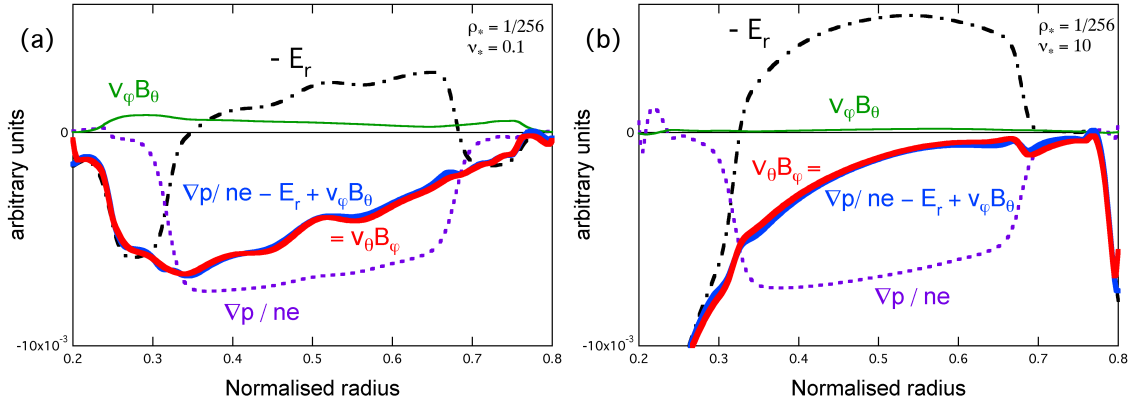 (a)
ρ* = 1/256
ν* = 0.1
- Er
vφBθ
0
arbitrary units
∇p/ ne − Er + vφBθ
= vθBφ
∇p / ne
-10x10⁻³
0.2 0.3 0.4 0.5 0.6 0.7 0.8
Normalised radius
(b)
ρ* = 1/256
ν* = 10
- Er
vφBθ
0
arbitrary units
vθBφ =
∇p/ ne − Er + vφBθ
∇p / ne
-10x10⁻³
0.2 0.3 0.4 0.5 0.6 0.7 0.8
Normalised radius